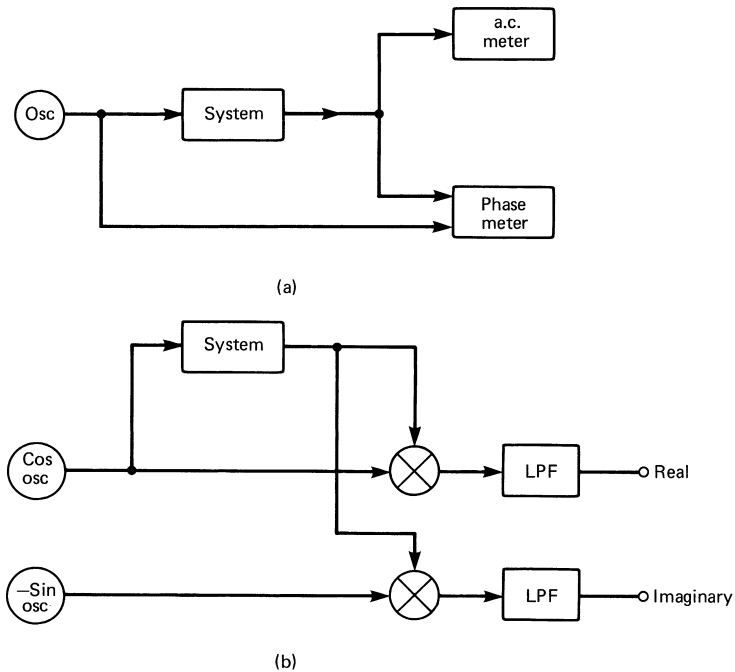 a.c.
meter
Osc
System
Phase
meter
(a)
System
Cos
osc
LPF
Real
−Sin
osc
LPF
Imaginary
(b)